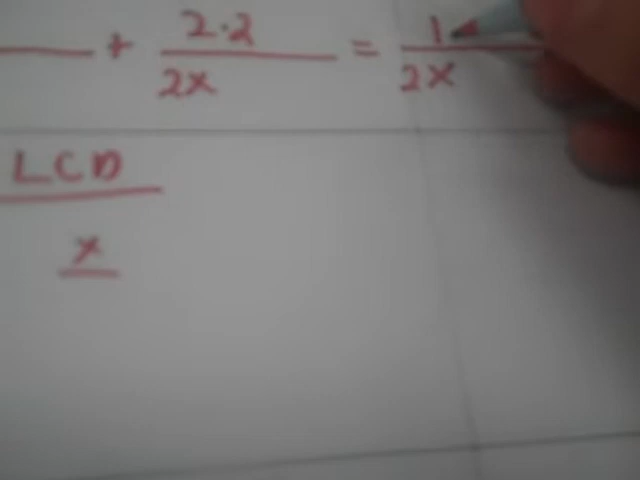 + 2·2 = 1
2x 2x
LCD
x